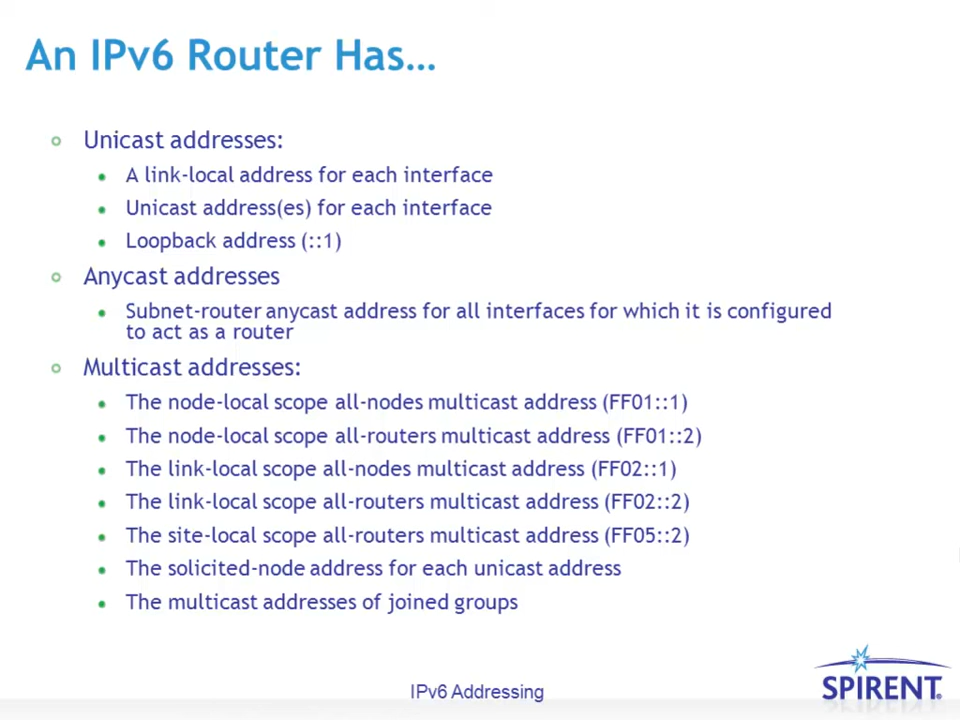 An IPv6 Router Has…
Unicast addresses:
A link-local address for each interface
Unicast address(es) for each interface
Loopback address (::1)
Anycast addresses
Subnet-router anycast address for all interfaces for which it is configured
to act as a router
Multicast addresses:
The node-local scope all-nodes multicast address (FF01::1)
The node-local scope all-routers multicast address (FF01::2)
The link-local scope all-nodes multicast address (FF02::1)
The link-local scope all-routers multicast address (FF02::2)
The site-local scope all-routers multicast address (FF05::2)
The solicited-node address for each unicast address
The multicast addresses of joined groups
IPv6 Addressing
SPIRENT®